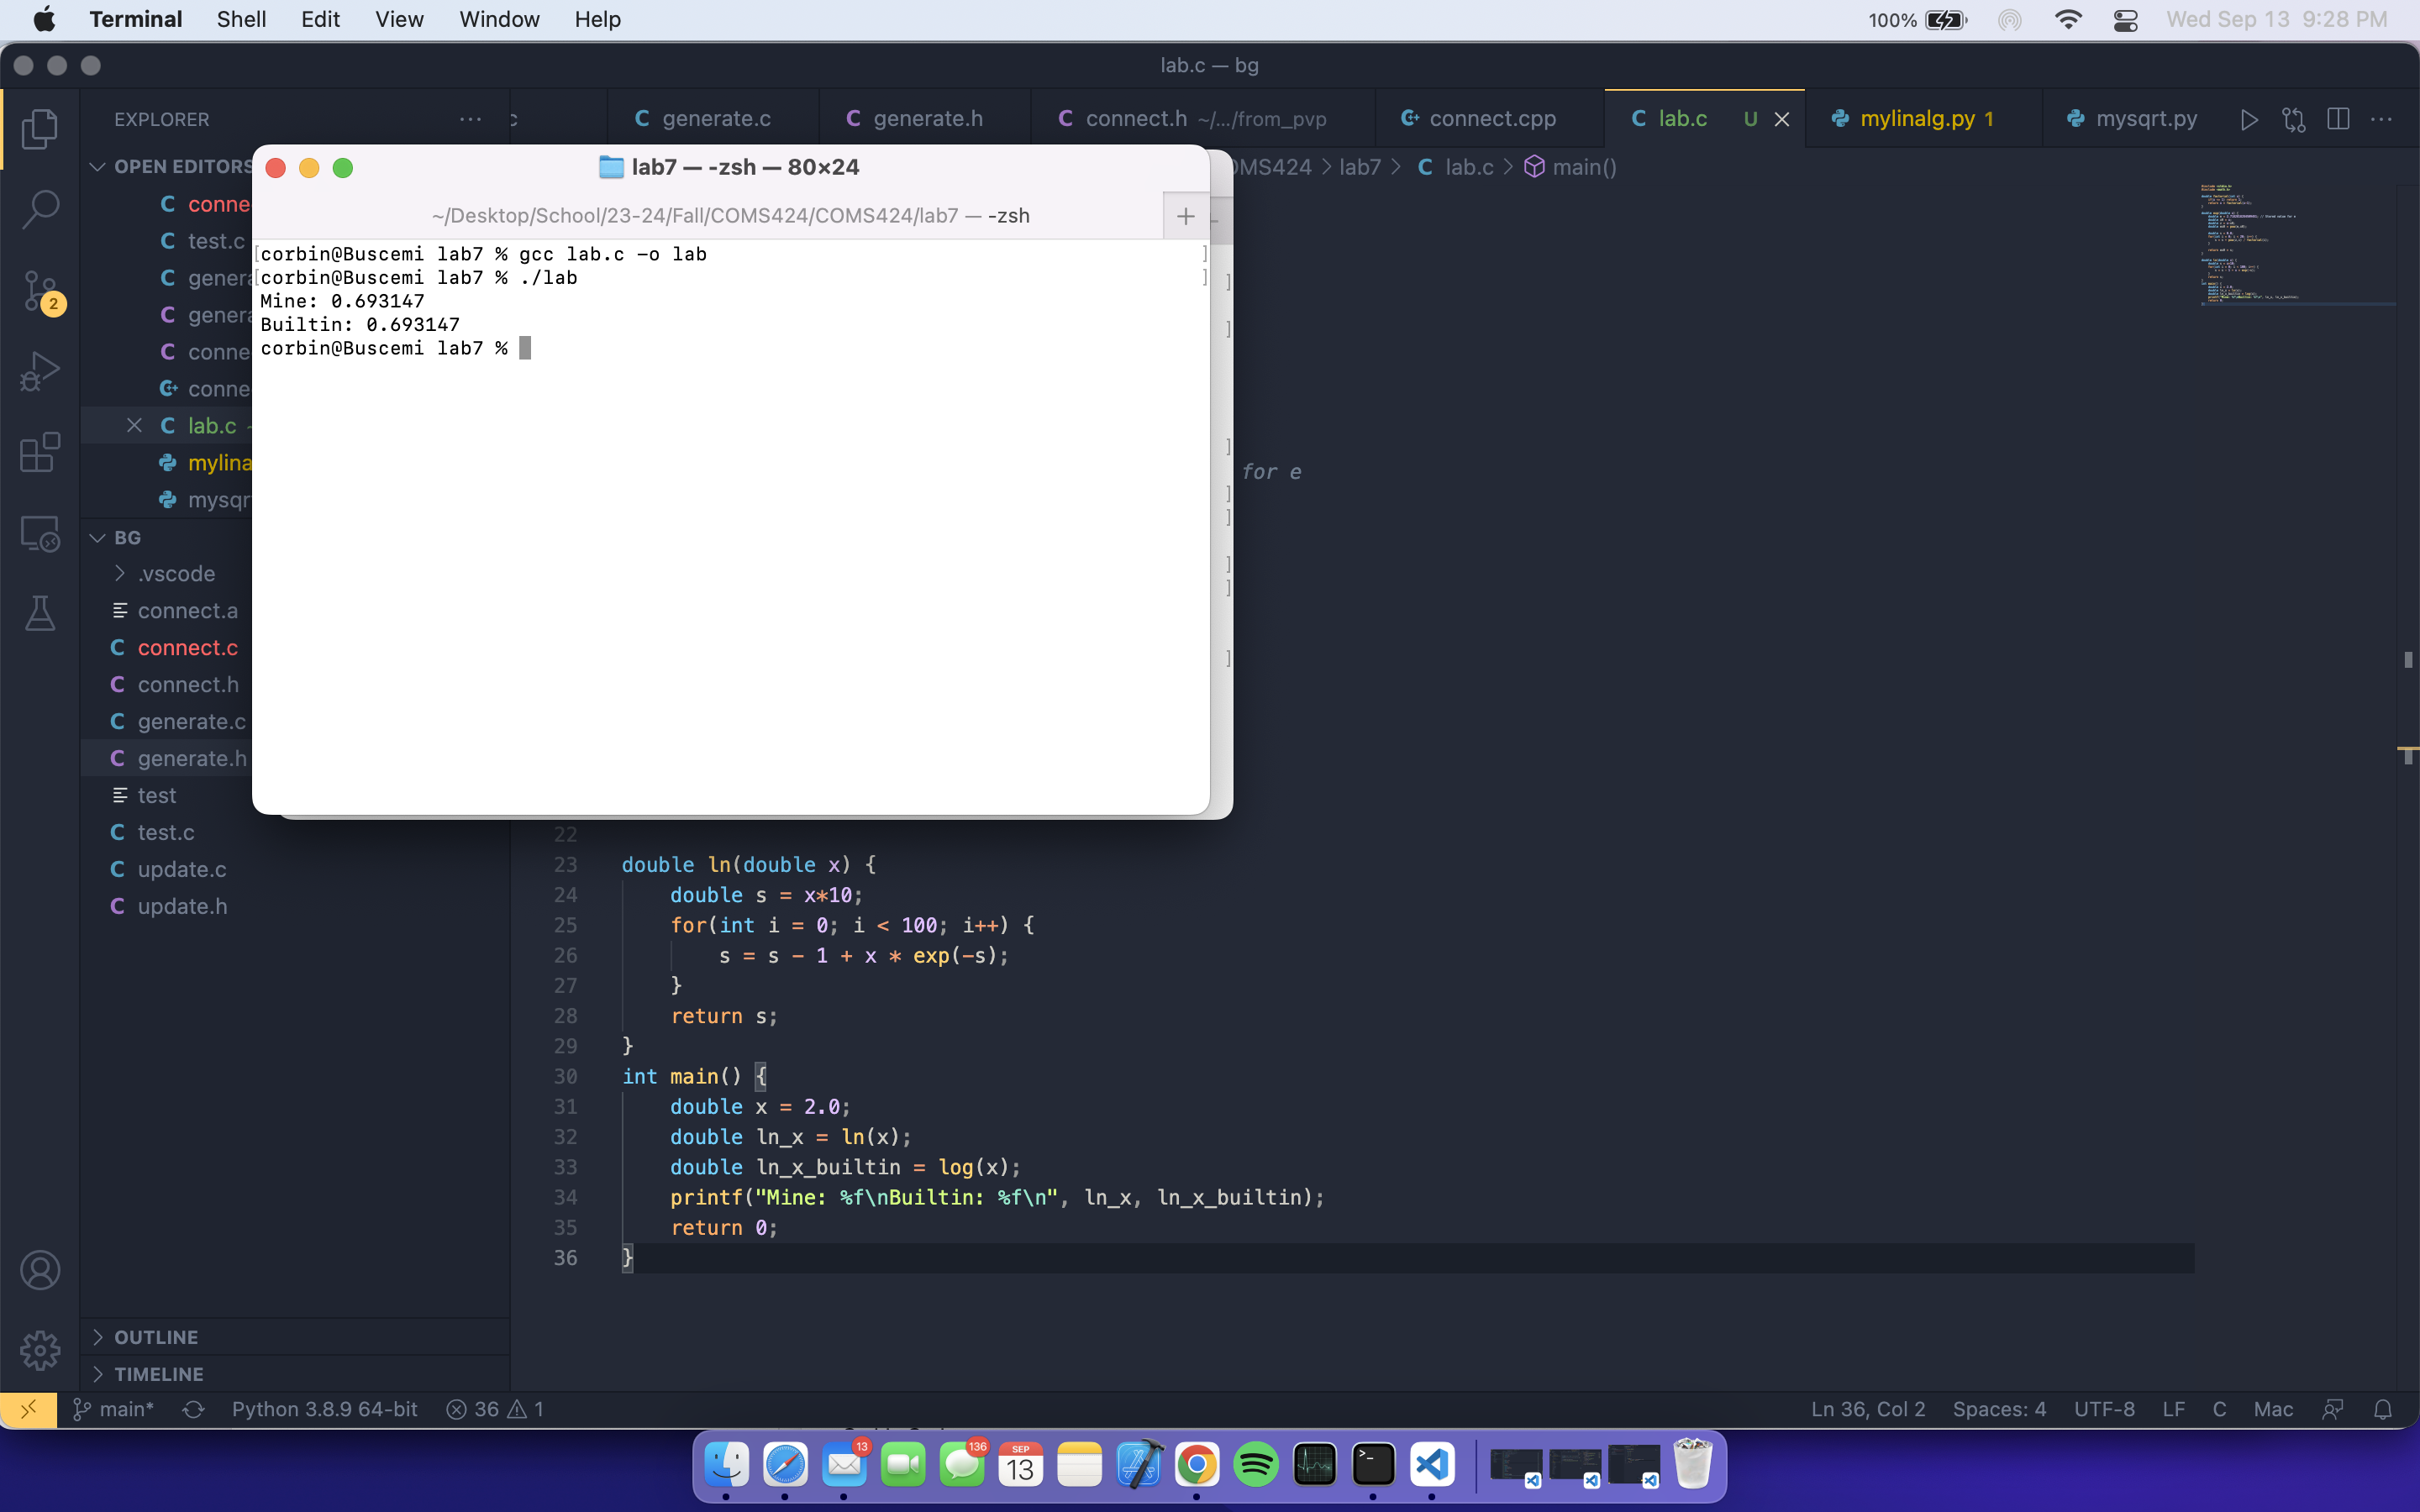 Terminal Shell Edit View Window Help 100% Wed Sep 13 9:28 PM
lab.c — bg
EXPLORER
c generate.c generate.h connect.h ~/.../from_pvp connect.cpp lab.c U mylinalg.py 1 mysqrt.py
OPEN EDITORS
lab7 — -zsh — 80×24
OMS424 > lab7 > C lab.c > main()
~/Desktop/School/23-24/Fall/COMS424/COMS424/lab7 — -zsh
corbin@Buscemi lab7 % gcc lab.c -o lab
corbin@Buscemi lab7 % ./lab
Mine: 0.693147
Builtin: 0.693147
corbin@Buscemi lab7 %
conne
test.c
genera
2
genera
conne
conne
lab.c
mylina
mysqr
for e
BG
.vscode
connect.a
connect.c
connect.h
generate.c
generate.h
test
test.c
update.c
update.h
22
23 double ln(double x) {
24 double s = x*10;
25 for(int i = 0; i < 100; i++) {
26 s = s - 1 + x * exp(-s);
27 }
28 return s;
29 }
30 int main() {
31 double x = 2.0;
32 double ln_x = ln(x);
33 double ln_x_builtin = log(x);
34 printf("Mine: %f\nBuiltin: %f\n", ln_x, ln_x_builtin);
35 return 0;
36 }
OUTLINE
TIMELINE
main* Python 3.8.9 64-bit 36 1 Ln 36, Col 2 Spaces: 4 UTF-8 LF C Mac
13 136 SEP 13